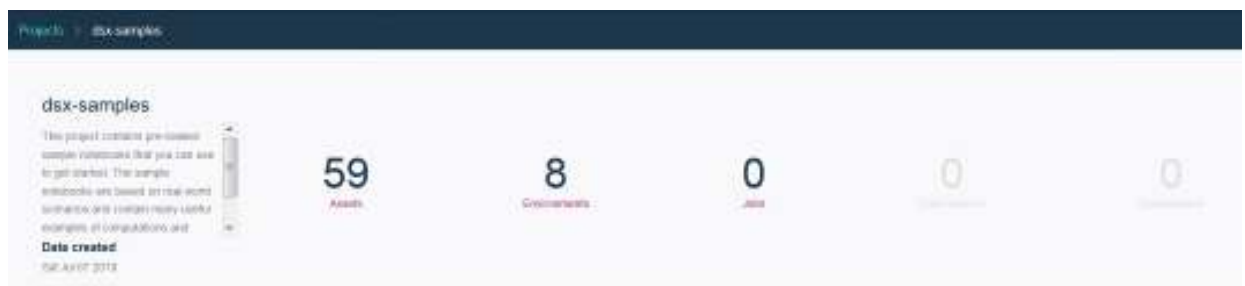 Projects > dsx-samples
dsx-samples
This project contains pre-loaded
sample notebooks that you can use
to get started. The sample
notebooks are based on real-world
scenarios and contain many useful
examples of computations and
Date created
59
Assets
8
Environments
0
Jobs
0
0